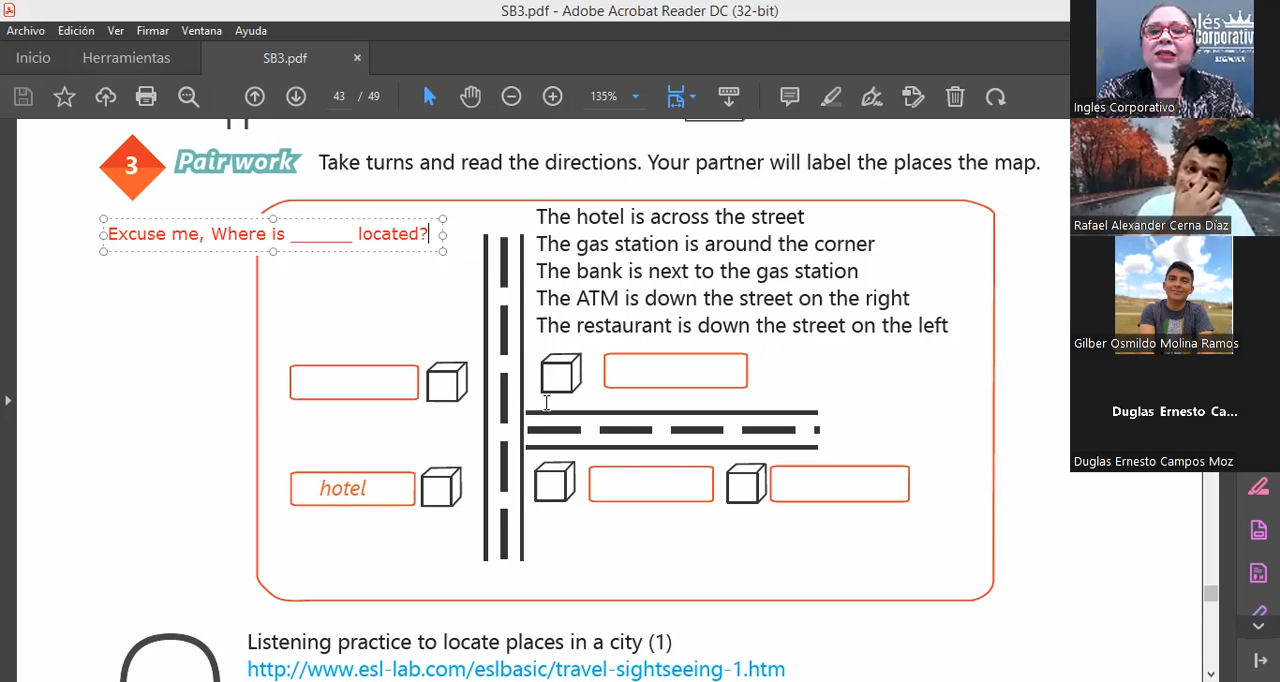 SB3.pdf - Adobe Acrobat Reader DC (32-bit)
Archivo Edición Ver Firmar Ventana Ayuda
Inicio Herramientas SB3.pdf ×
43 / 49 135%
3 Pair work Take turns and read the directions. Your partner will label the places the map.
Excuse me, Where is ______ located?
The hotel is across the street
The gas station is around the corner
The bank is next to the gas station
The ATM is down the street on the right
The restaurant is down the street on the left
hotel
Listening practice to locate places in a city (1)
http://www.esl-lab.com/eslbasic/travel-sightseeing-1.htm
Ingles Corporativo
Rafael Alexander Cerna Díaz
Gilber Osmildo Molina Ramos
Duglas Ernesto Ca...
Duglas Ernesto Campos Moz